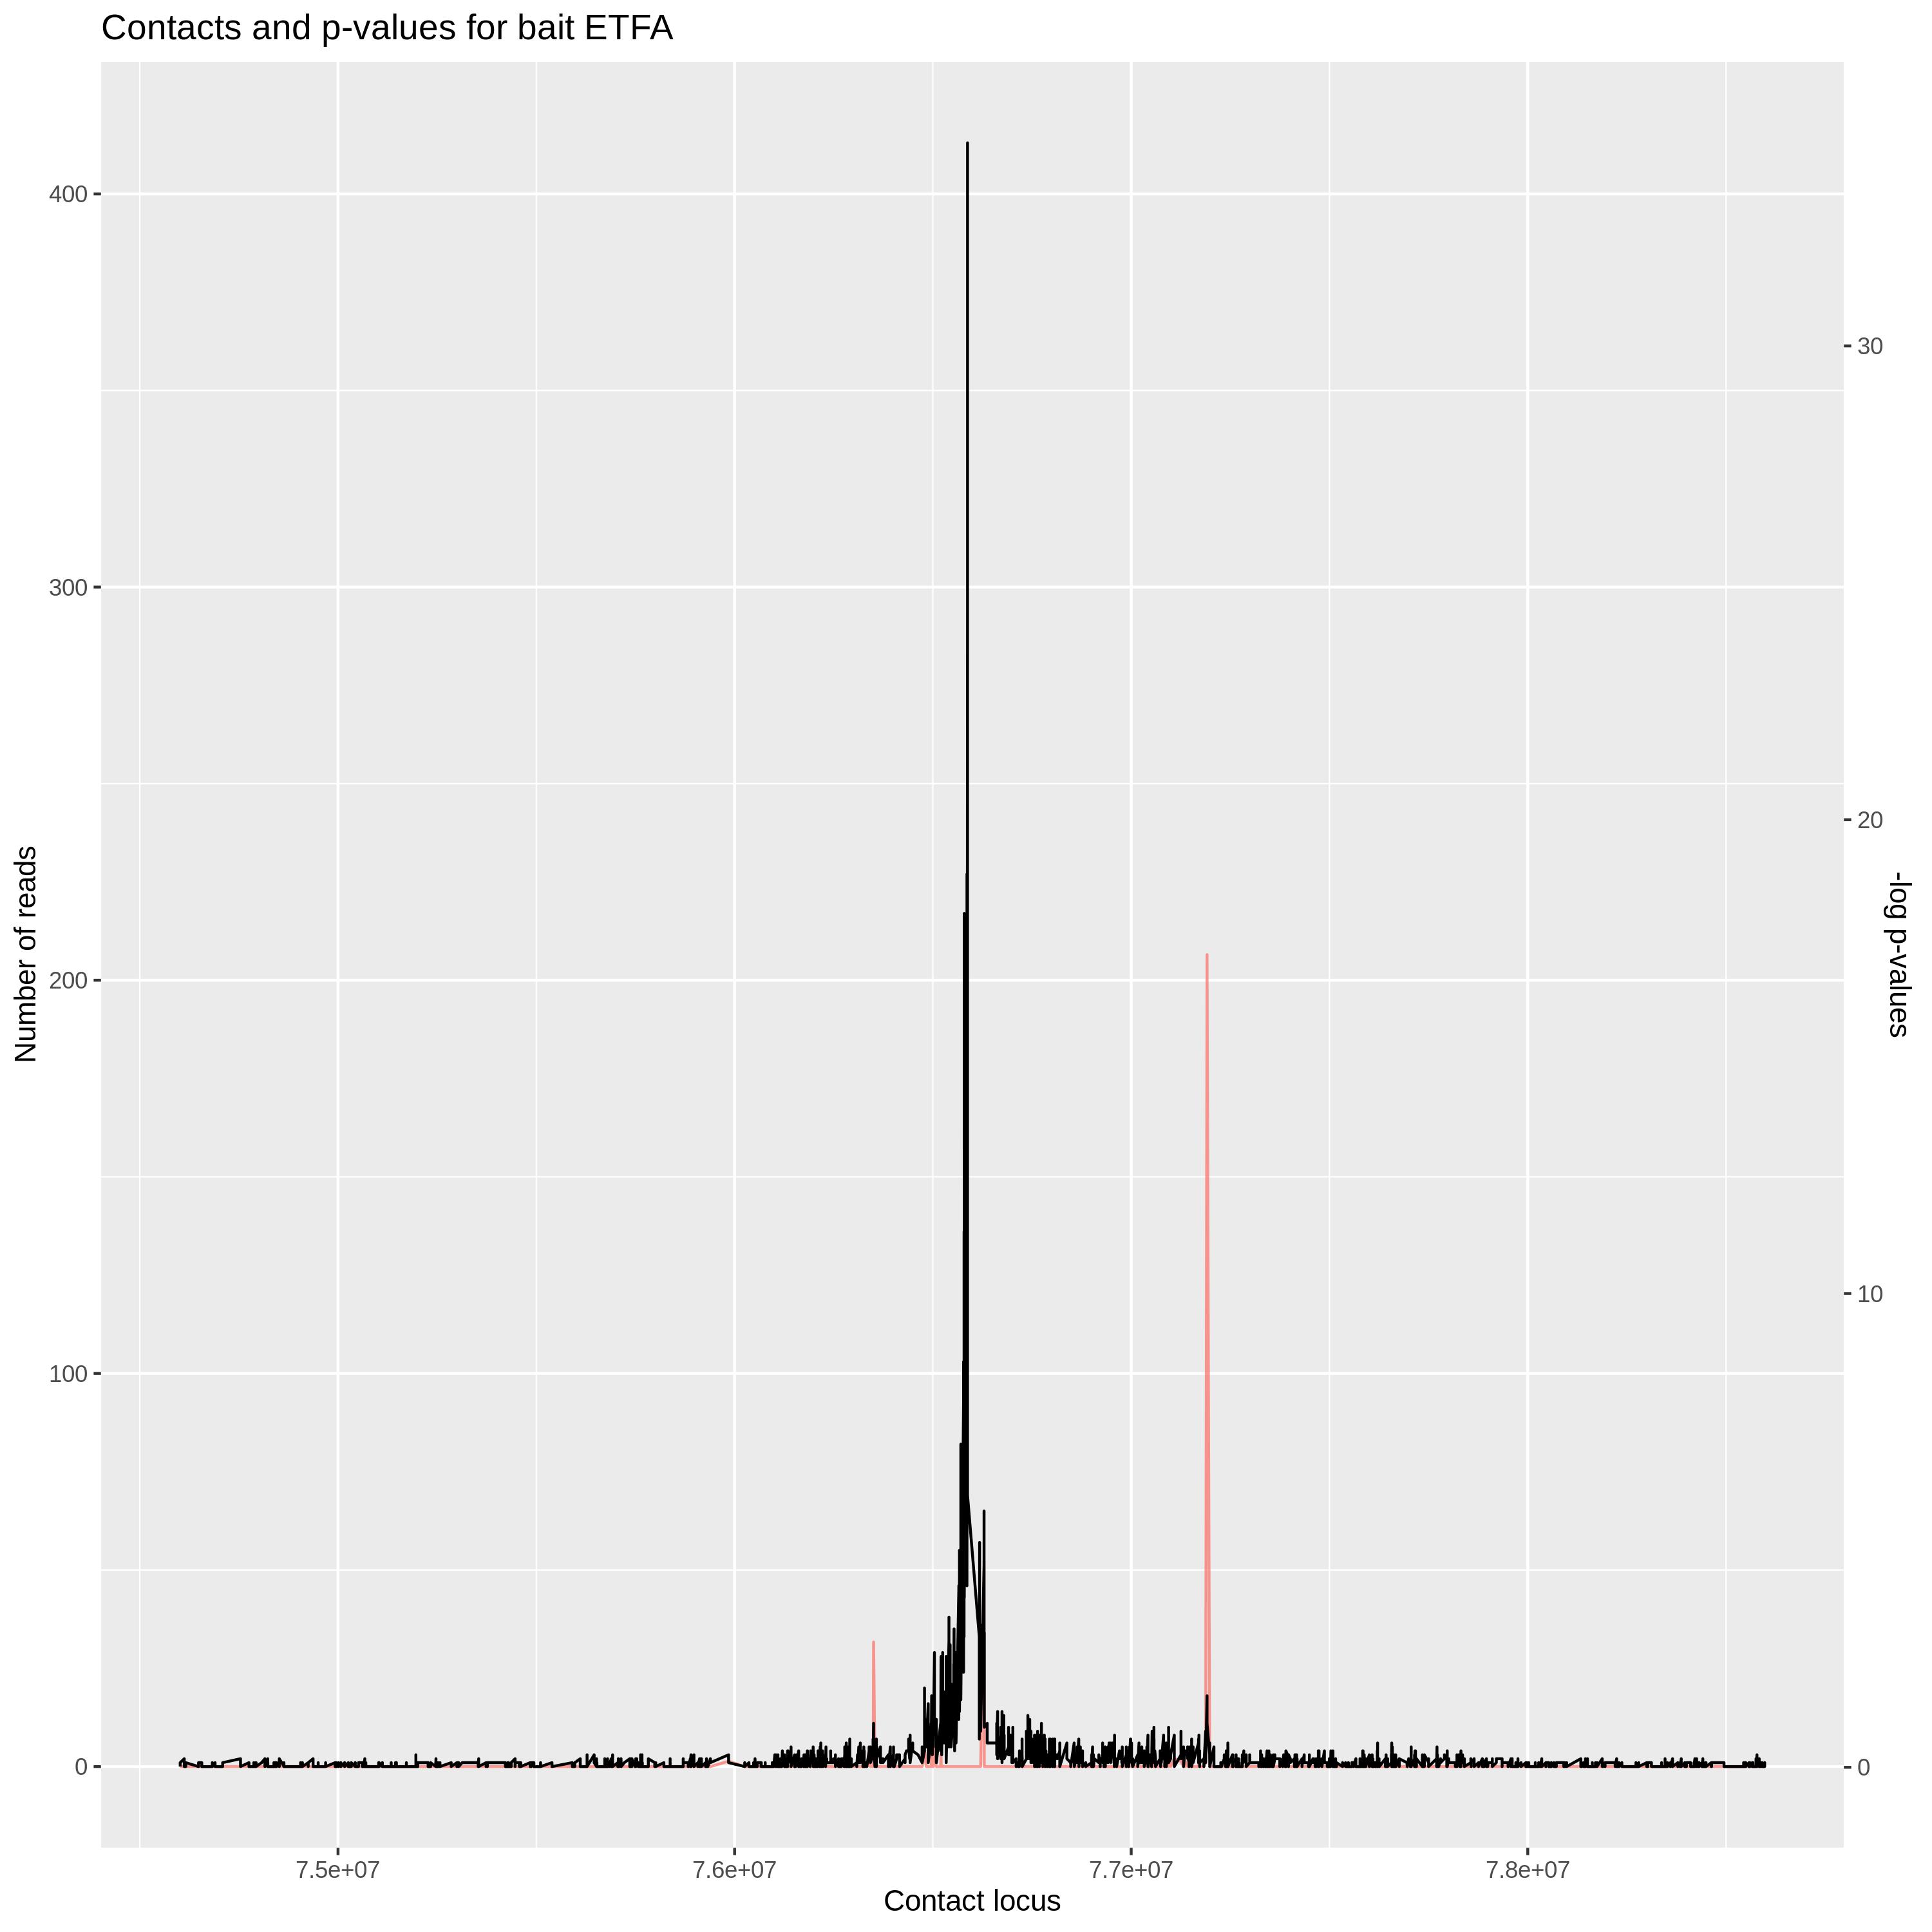 Contacts and p-values for bait ETFA
400
300
200
100
0
Number of reads
30
20
10
0
-log p-values
7.5e+07 7.6e+07 7.7e+07 7.8e+07
Contact locus